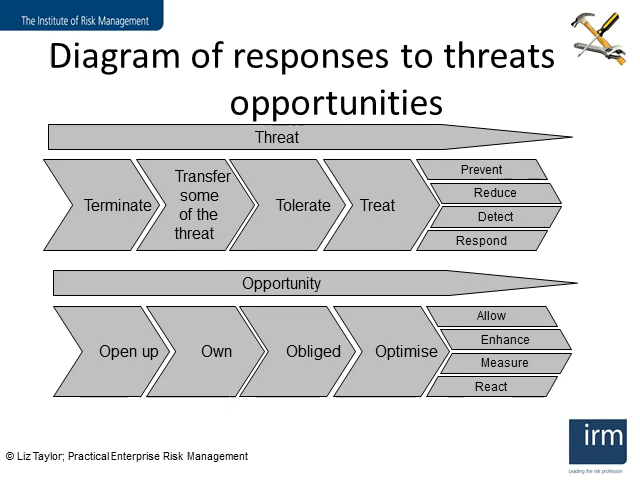 The Institute of Risk Management
Diagram of responses to threats
opportunities
Threat
Terminate
Transfer
some
of the
threat
Tolerate
Treat
Prevent
Reduce
Detect
Respond
Opportunity
Open up
Own
Obliged
Optimise
Allow
Enhance
Measure
React
© Liz Taylor; Practical Enterprise Risk Management
irm
Leading the risk profession